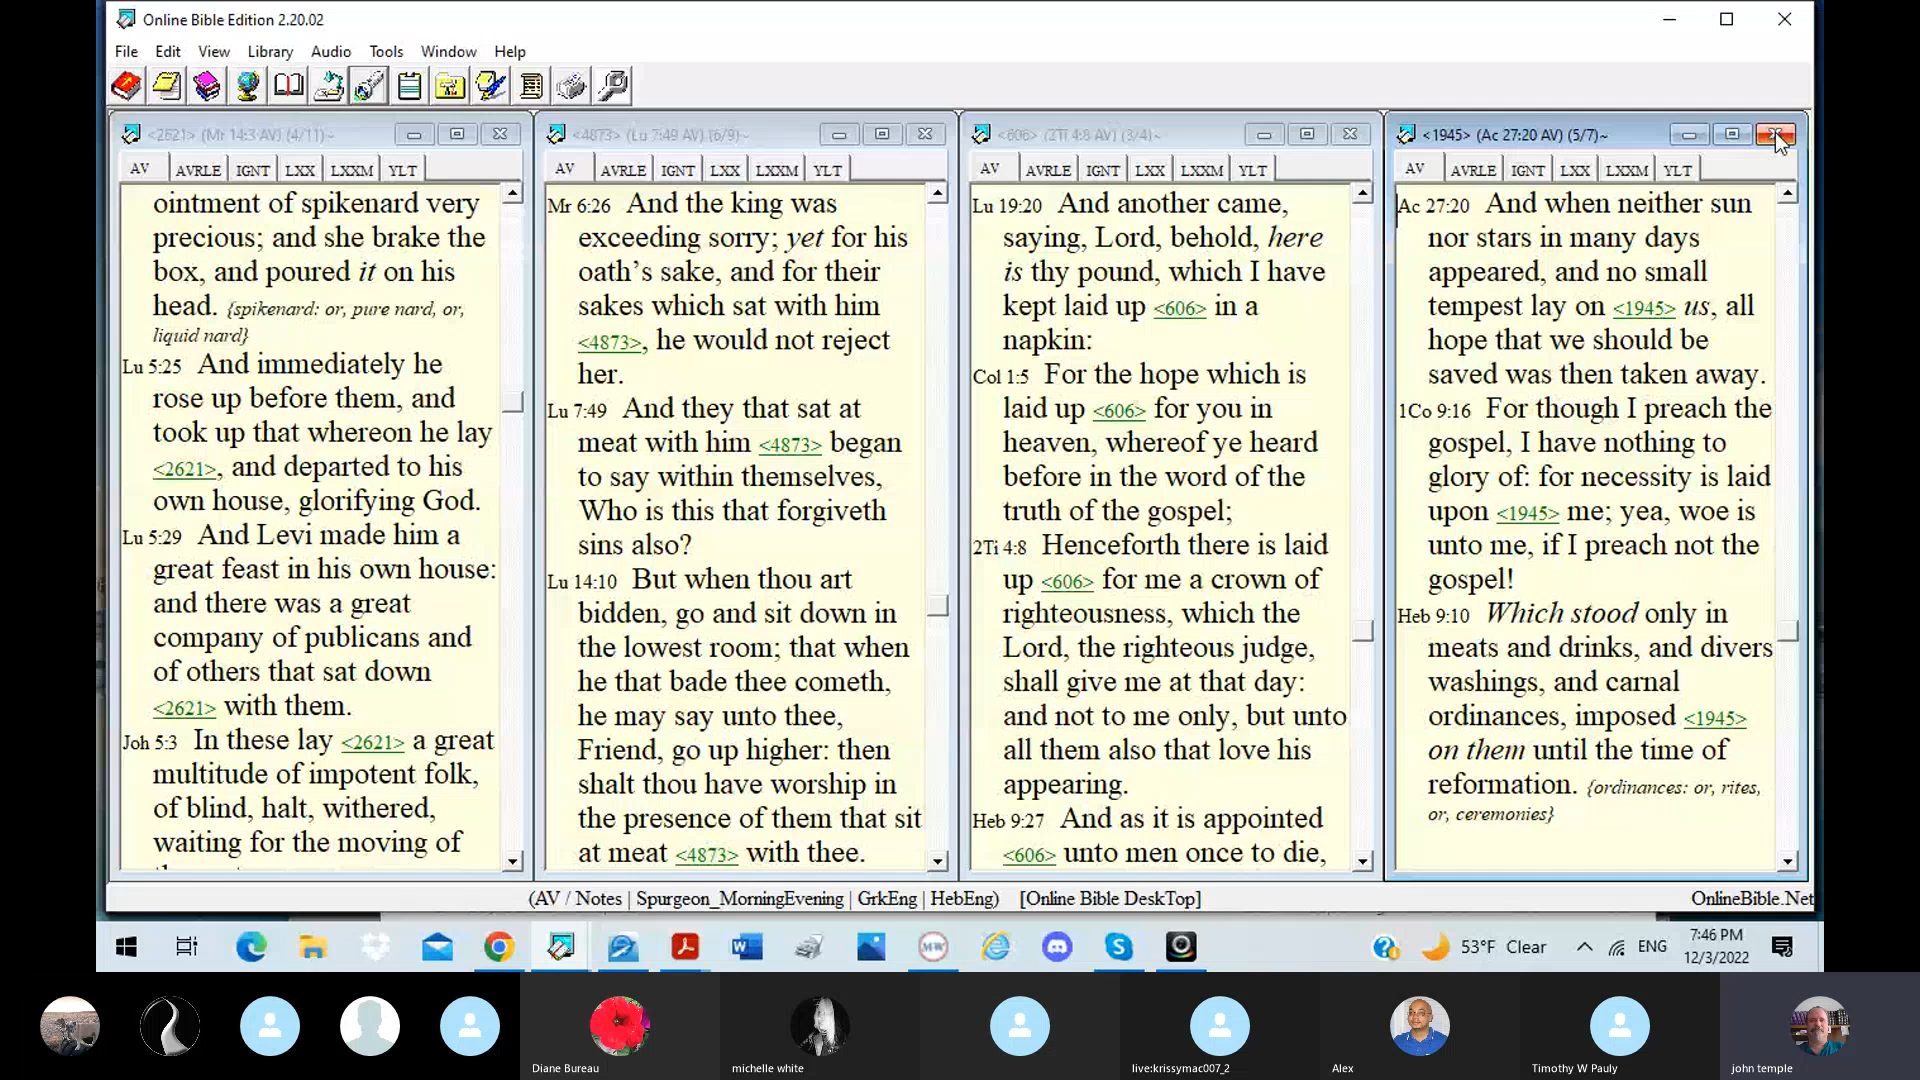 Online Bible Edition 2.20.02
File Edit View Library Audio Tools Window Help
<2621> (Mr 14:3 AV) (4/11)~
AV AVRLE IGNT LXX LXXM YLT
ointment of spikenard very
precious; and she brake the
box, and poured it on his
head. {spikenard: or, pure nard, or,
liquid nard}
Lu 5:25 And immediately he
rose up before them, and
took up that whereon he lay
<2621>, and departed to his
own house, glorifying God.
Lu 5:29 And Levi made him a
great feast in his own house:
and there was a great
company of publicans and
of others that sat down
<2621> with them.
Joh 5:3 In these lay <2621> a great
multitude of impotent folk,
of blind, halt, withered,
waiting for the moving of
<4873> (Lu 7:49 AV) (6/9)~
AV AVRLE IGNT LXX LXXM YLT
Mr 6:26 And the king was
exceeding sorry; yet for his
oath’s sake, and for their
sakes which sat with him
<4873>, he would not reject
her.
Lu 7:49 And they that sat at
meat with him <4873> began
to say within themselves,
Who is this that forgiveth
sins also?
Lu 14:10 But when thou art
bidden, go and sit down in
the lowest room; that when
he that bade thee cometh,
he may say unto thee,
Friend, go up higher: then
shalt thou have worship in
the presence of them that sit
at meat <4873> with thee.
<606> (2Ti 4:8 AV) (3/4)~
AV AVRLE IGNT LXX LXXM YLT
Lu 19:20 And another came,
saying, Lord, behold, here
is thy pound, which I have
kept laid up <606> in a
napkin:
Col 1:5 For the hope which is
laid up <606> for you in
heaven, whereof ye heard
before in the word of the
truth of the gospel;
2Ti 4:8 Henceforth there is laid
up <606> for me a crown of
righteousness, which the
Lord, the righteous judge,
shall give me at that day:
and not to me only, but unto
all them also that love his
appearing.
Heb 9:27 And as it is appointed
<606> unto men once to die,
<1945> (Ac 27:20 AV) (5/7)~
AV AVRLE IGNT LXX LXXM YLT
Ac 27:20 And when neither sun
nor stars in many days
appeared, and no small
tempest lay on <1945> us, all
hope that we should be
saved was then taken away.
1Co 9:16 For though I preach the
gospel, I have nothing to
glory of: for necessity is laid
upon <1945> me; yea, woe is
unto me, if I preach not the
gospel!
Heb 9:10 Which stood only in
meats and drinks, and divers
washings, and carnal
ordinances, imposed <1945>
on them until the time of
reformation. {ordinances: or, rites,
or, ceremonies}
(AV / Notes | Spurgeon_MorningEvening | GrkEng | HebEng) [Online Bible DeskTop]
OnlineBible.Net
53°F Clear
ENG
7:46 PM
12/3/2022
Diane Bureau
michelle white
live:krissymac007_2
Alex
Timothy W Pauly
john temple